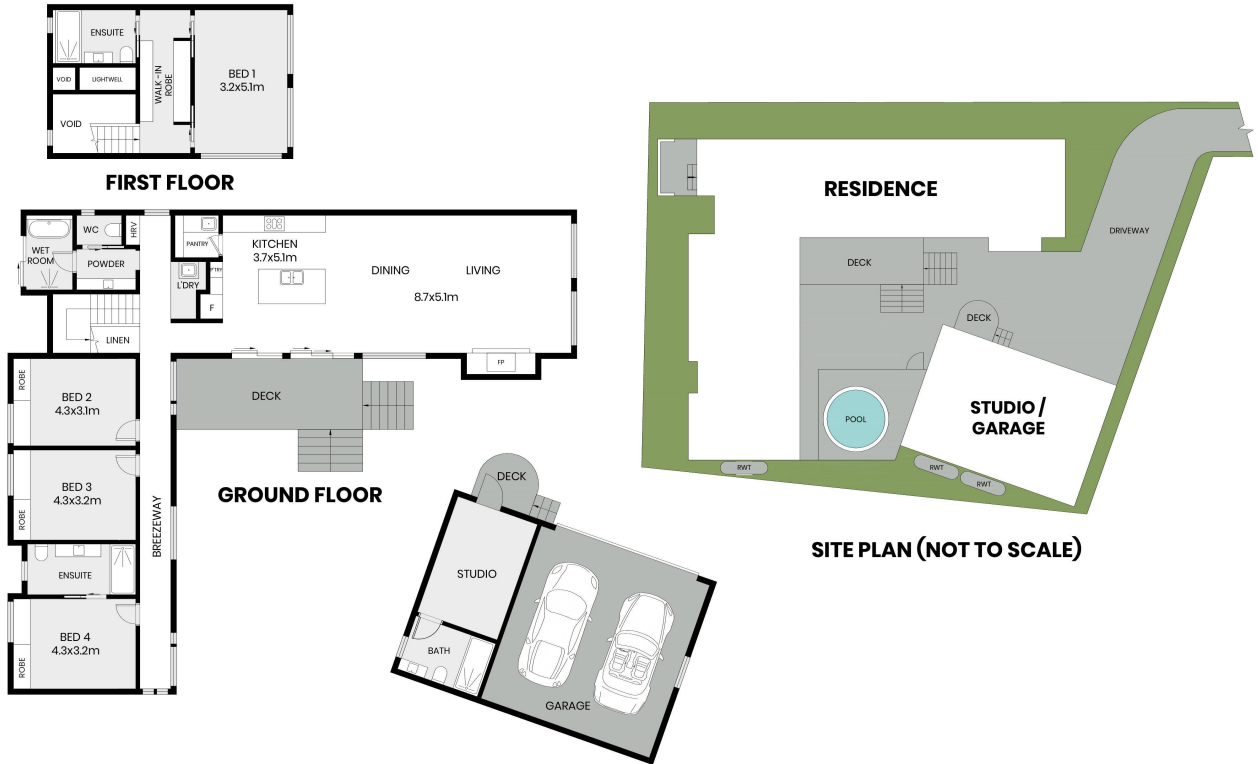 ENSUITE
VOID
LIGHTWELL
WALK-IN
ROBE
BED 1
3.2x5.1m
VOID
FIRST FLOOR
WET
ROOM
WC
HRV
POWDER
LINEN
PANTRY
L'DRY
P'TRY
F
KITCHEN
3.7x5.1m
DINING
LIVING
8.7x5.1m
FP
DECK
ROBE
BED 2
4.3x3.1m
BED 3
4.3x3.2m
ROBE
ENSUITE
BED 4
4.3x3.2m
ROBE
BREEZEWAY
GROUND FLOOR
DECK
STUDIO
BATH
GARAGE
RESIDENCE
DRIVEWAY
DECK
DECK
STUDIO /
GARAGE
POOL
RWT
RWT
RWT
SITE PLAN (NOT TO SCALE)